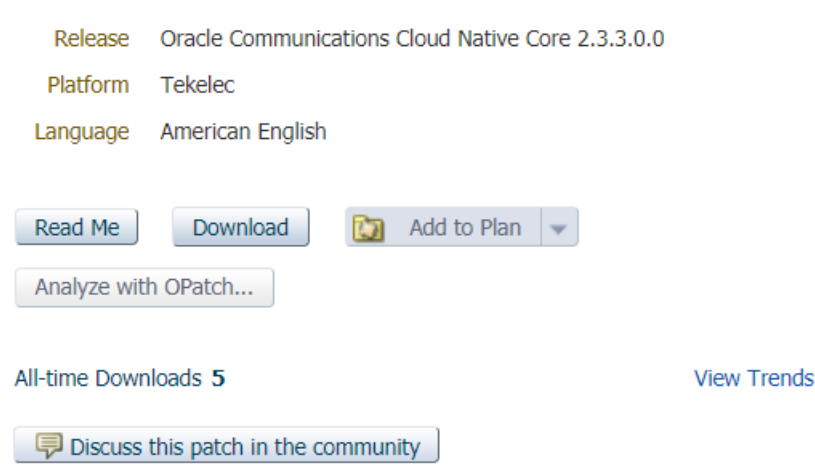 Release Oracle Communications Cloud Native Core 2.3.3.0.0
Platform Tekelec
Language American English
Read Me Download Add to Plan
Analyze with OPatch...
All-time Downloads 5 View Trends
Discuss this patch in the community